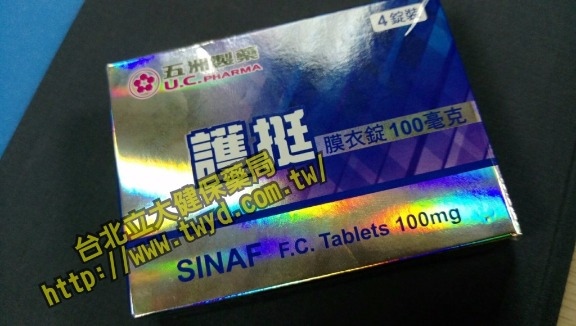 4錠裝
五洲製藥
U.C. PHARMA
護挺 膜衣錠100毫克
SINAF F.C. Tablets 100mg
台北立大健保藥局
http://www.twyd.com.tw/